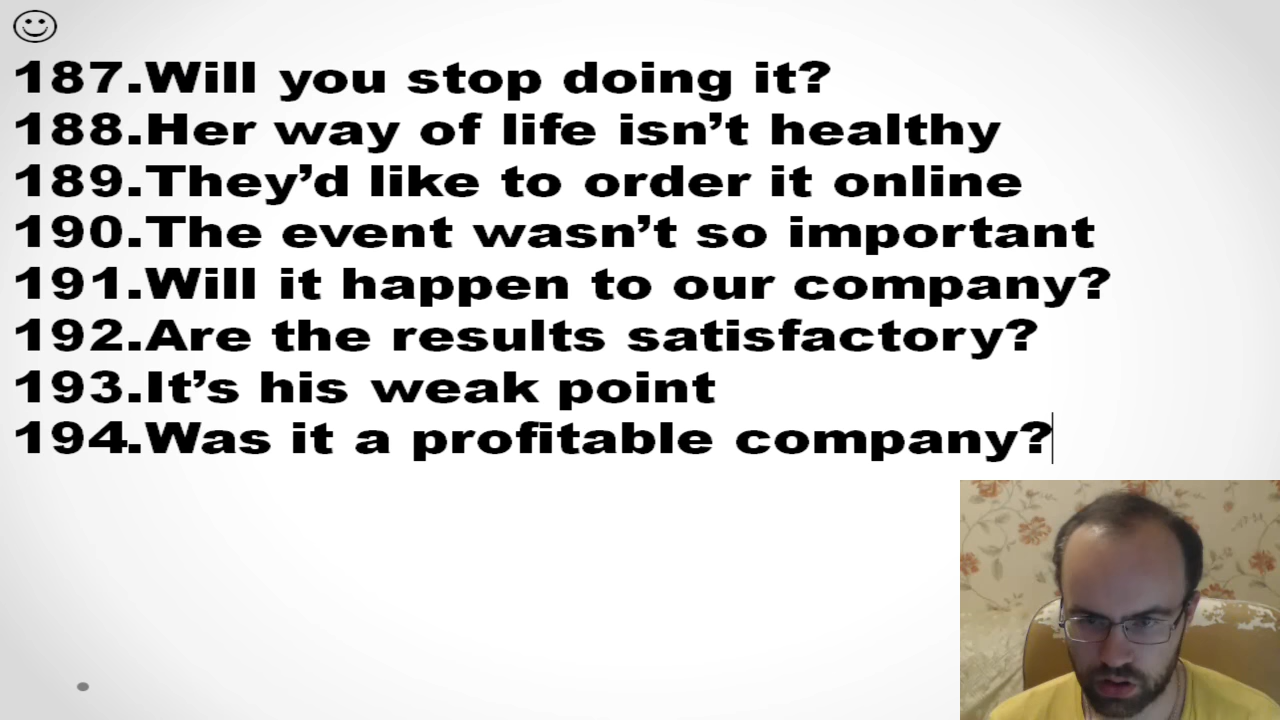 187.Will you stop doing it?
188.Her way of life isn’t healthy
189.They’d like to order it online
190.The event wasn’t so important
191.Will it happen to our company?
192.Are the results satisfactory?
193.It’s his weak point
194.Was it a profitable company?